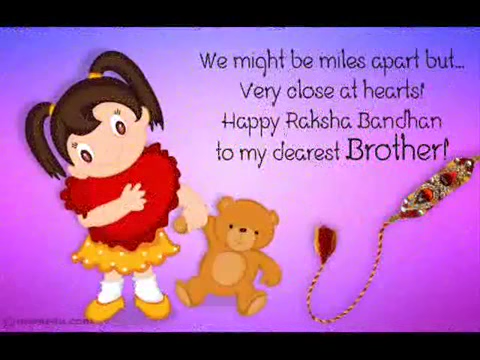 We might be miles apart but...
Very close at hearts!
Happy Raksha Bandhan
to my dearest Brother!